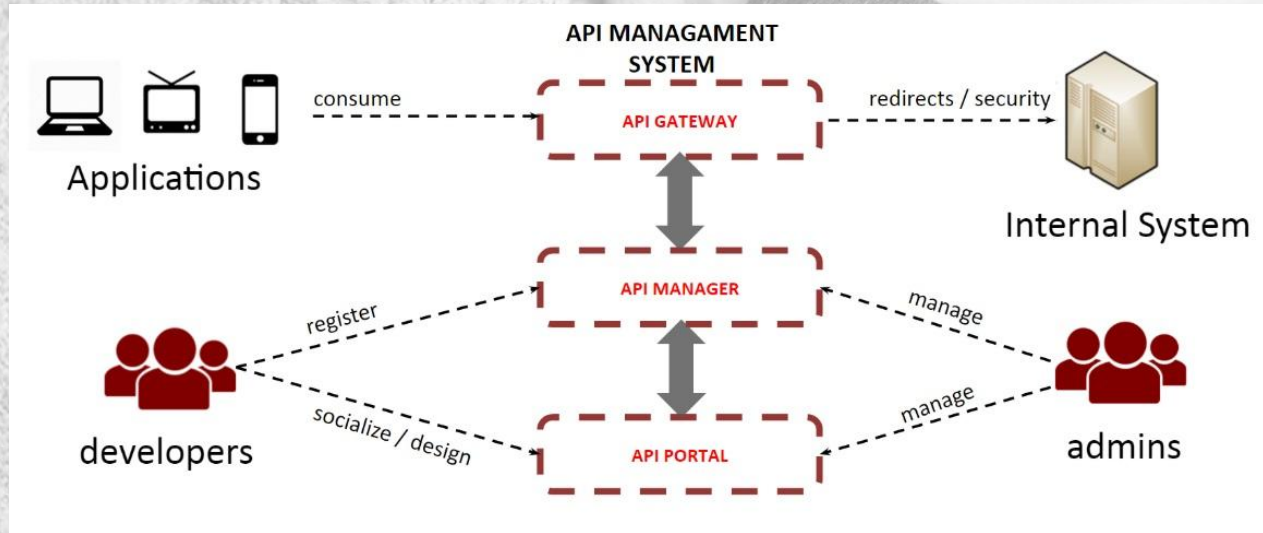 API MANAGAMENT
SYSTEM
consume
API GATEWAY
redirects / security
Applications
Internal System
register
API MANAGER
manage
developers
socialize / design
API PORTAL
manage
admins